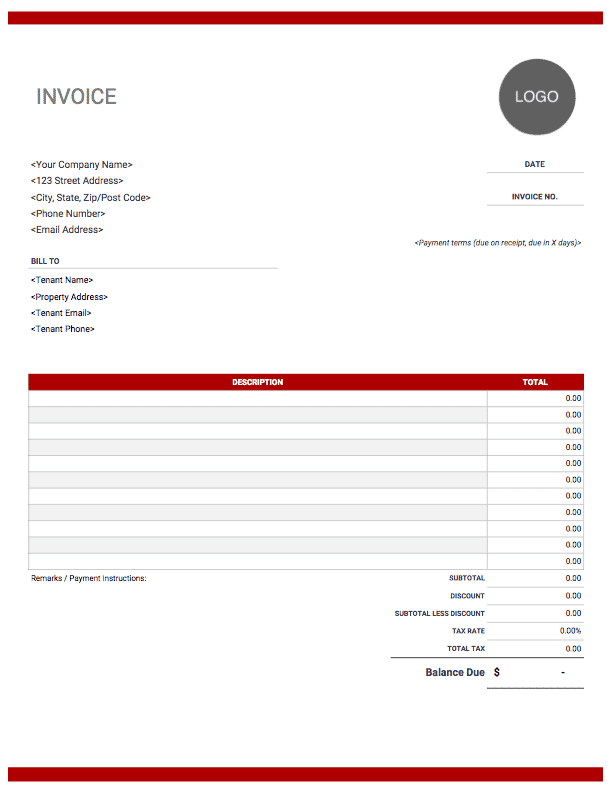 INVOICE
LOGO
<Your Company Name>
DATE
<123 Street Address>
<City, State, Zip/Post Code>
INVOICE NO.
<Phone Number>
<Email Address>
<Payment terms (due on receipt, due in X days)>
BILL TO
<Tenant Name>
<Property Address>
<Tenant Email>
<Tenant Phone>
DESCRIPTION TOTAL
0.00
0.00
0.00
0.00
0.00
0.00
0.00
0.00
0.00
0.00
0.00
Remarks / Payment Instructions: SUBTOTAL 0.00
DISCOUNT 0.00
SUBTOTAL LESS DISCOUNT 0.00
TAX RATE 0.00%
TOTAL TAX 0.00
Balance Due $ -